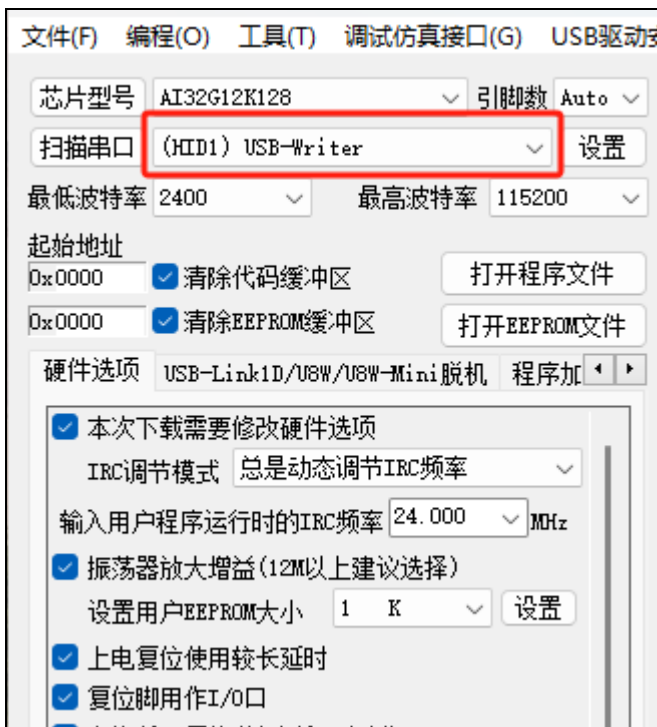 文件(F) 编程(O) 工具(T) 调试仿真接口(G) USB驱动
芯片型号 AI32G12K128 引脚数 Auto
扫描串口 (HID1) USB-Writer 设置
最低波特率 2400 最高波特率 115200
起始地址
0x0000 清除代码缓冲区 打开程序文件
0x0000 清除EEPROM缓冲区 打开EEPROM文件
硬件选项 USB-Link1D/U8W/U8W-Mini脱机 程序加
本次下载需要修改硬件选项
IRC调节模式 总是动态调节IRC频率
输入用户程序运行时的IRC频率 24.000 MHz
振荡器放大增益(12M以上建议选择)
设置用户EEPROM大小 1 K 设置
上电复位使用较长延时
复位脚用作I/O口